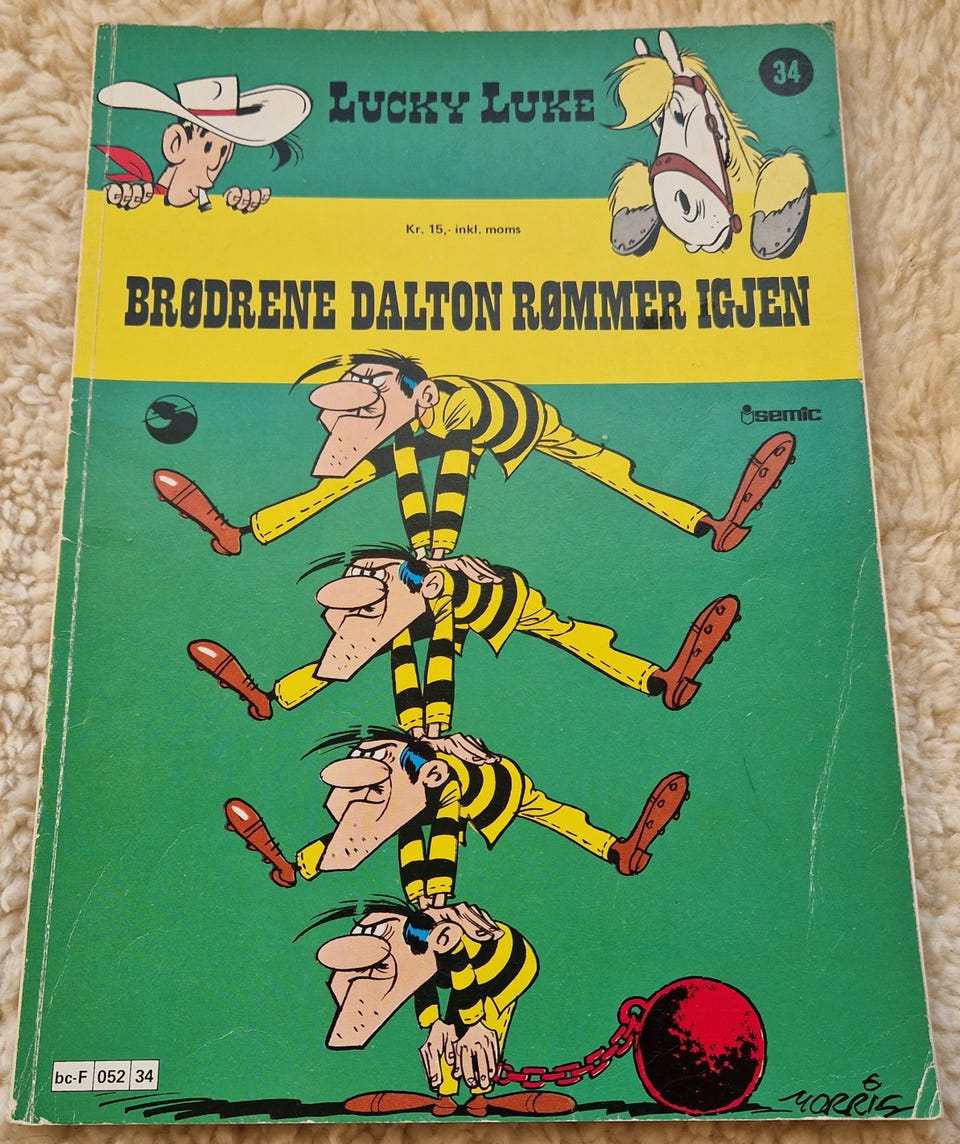 LUCKY LUKE
34
Kr. 15,- inkl. moms
BRØDRENE DALTON RØMMER IGJEN
semic
bc-F 052 34
MORRIS